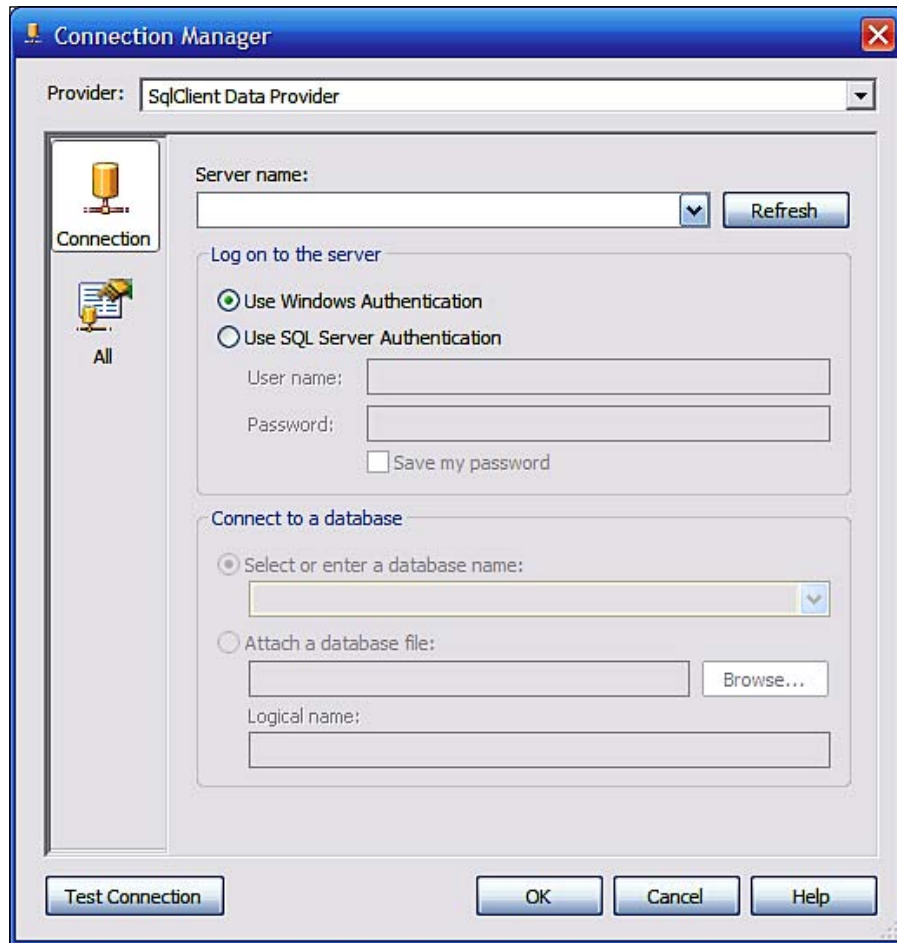 Connection Manager
Provider: SqlClient Data Provider
Connection
All
Server name:
Refresh
Log on to the server
Use Windows Authentication
Use SQL Server Authentication
User name:
Password:
Save my password
Connect to a database
Select or enter a database name:
Attach a database file:
Browse...
Logical name:
Test Connection OK Cancel Help